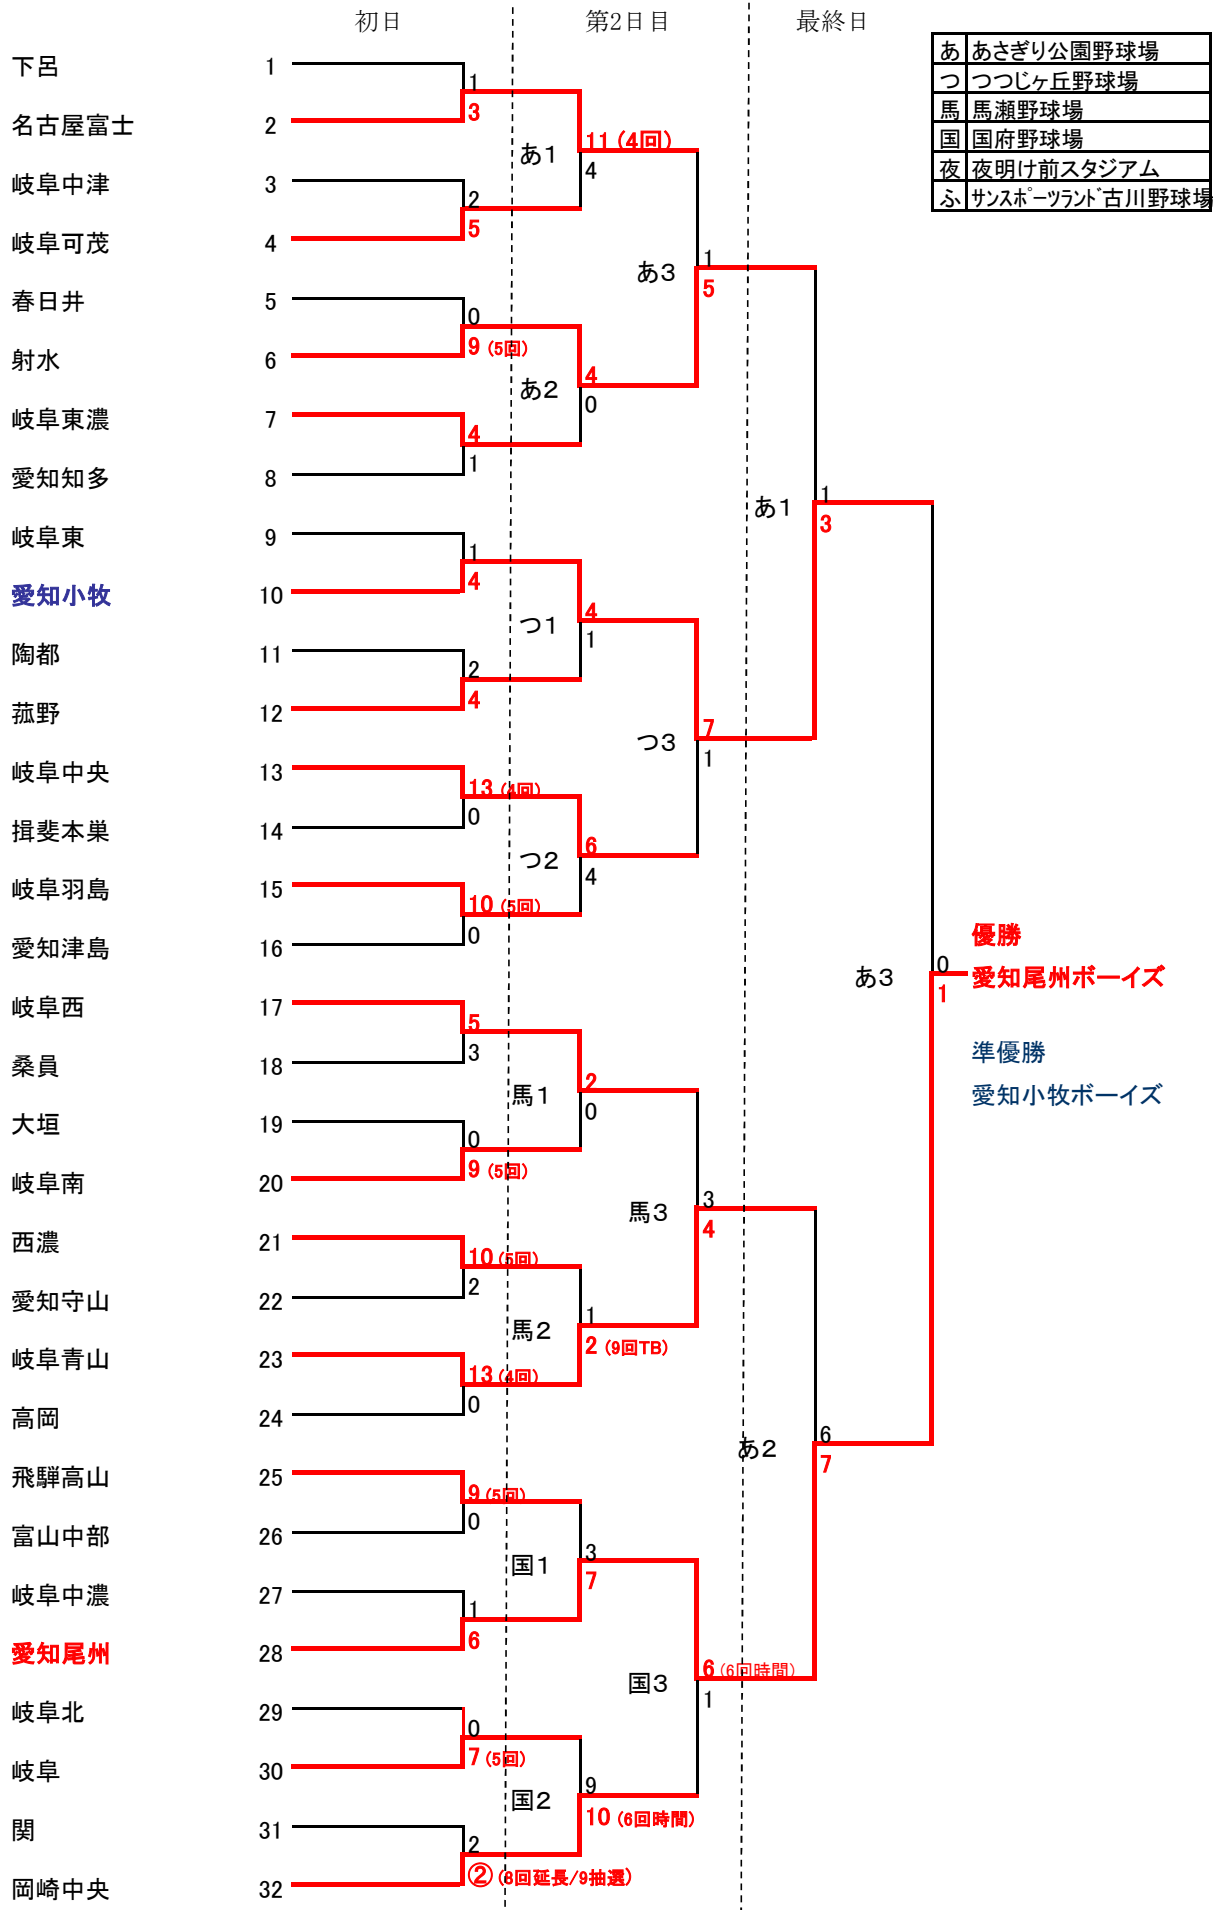 初日 第2日目 最終日
あ あさぎり公園野球場
つ つつじヶ丘野球場
馬 馬瀬野球場
国 国府野球場
夜 夜明け前スタジアム
ふ サンスポーツランド古川野球場
下呂 1
1
名古屋富士 2
3
あ1
11 (4回)
4
岐阜中津 3
2
岐阜可茂 4
5
あ3
1
5
春日井 5
0
射水 6
9 (5回)
あ2
4
0
岐阜東濃 7
4
愛知知多 8
1
あ1
1
3
岐阜東 9
1
愛知小牧 10
4
つ1
4
1
陶都 11
2
菰野 12
4
つ3
7
1
岐阜中央 13
13 (4回)
揖斐本巣 14
0
つ2
6
4
岐阜羽島 15
10 (5回)
愛知津島 16
0
あ3
0
1
優勝
愛知尾州ボーイズ
準優勝
愛知小牧ボーイズ
岐阜西 17
5
桑員 18
3
馬1
2
0
大垣 19
0
岐阜南 20
9 (5回)
馬3
3
4
西濃 21
10 (5回)
愛知守山 22
2
馬2
1
2 (9回TB)
岐阜青山 23
13 (4回)
高岡 24
0
あ2
6
7
飛騨高山 25
9 (5回)
富山中部 26
0
国1
3
7
岐阜中濃 27
1
愛知尾州 28
6
国3
6 (6回時間)
1
岐阜北 29
0
岐阜 30
7 (5回)
国2
9
10 (6回時間)
関 31
2
岡崎中央 32
② (8回延長/9抽選)